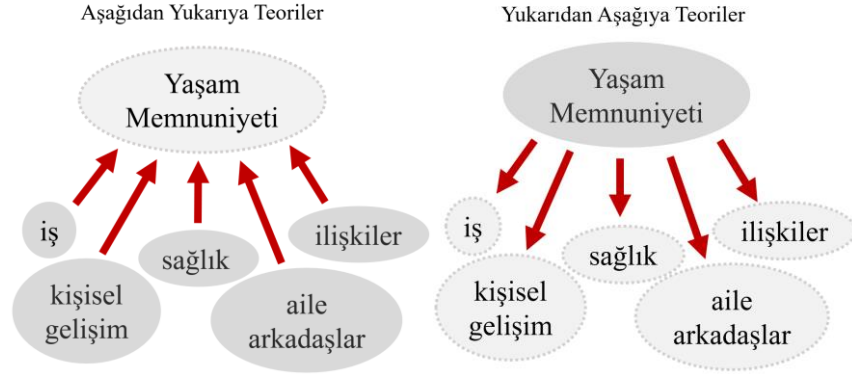 Aşağıdan Yukarıya Teoriler
Yaşam
Memnuniyeti
iş
kişisel
gelişim
sağlık
ilişkiler
aile
arkadaşlar
Yukarıdan Aşağıya Teoriler
Yaşam
Memnuniyeti
iş
kişisel
gelişim
sağlık
ilişkiler
aile
arkadaşlar